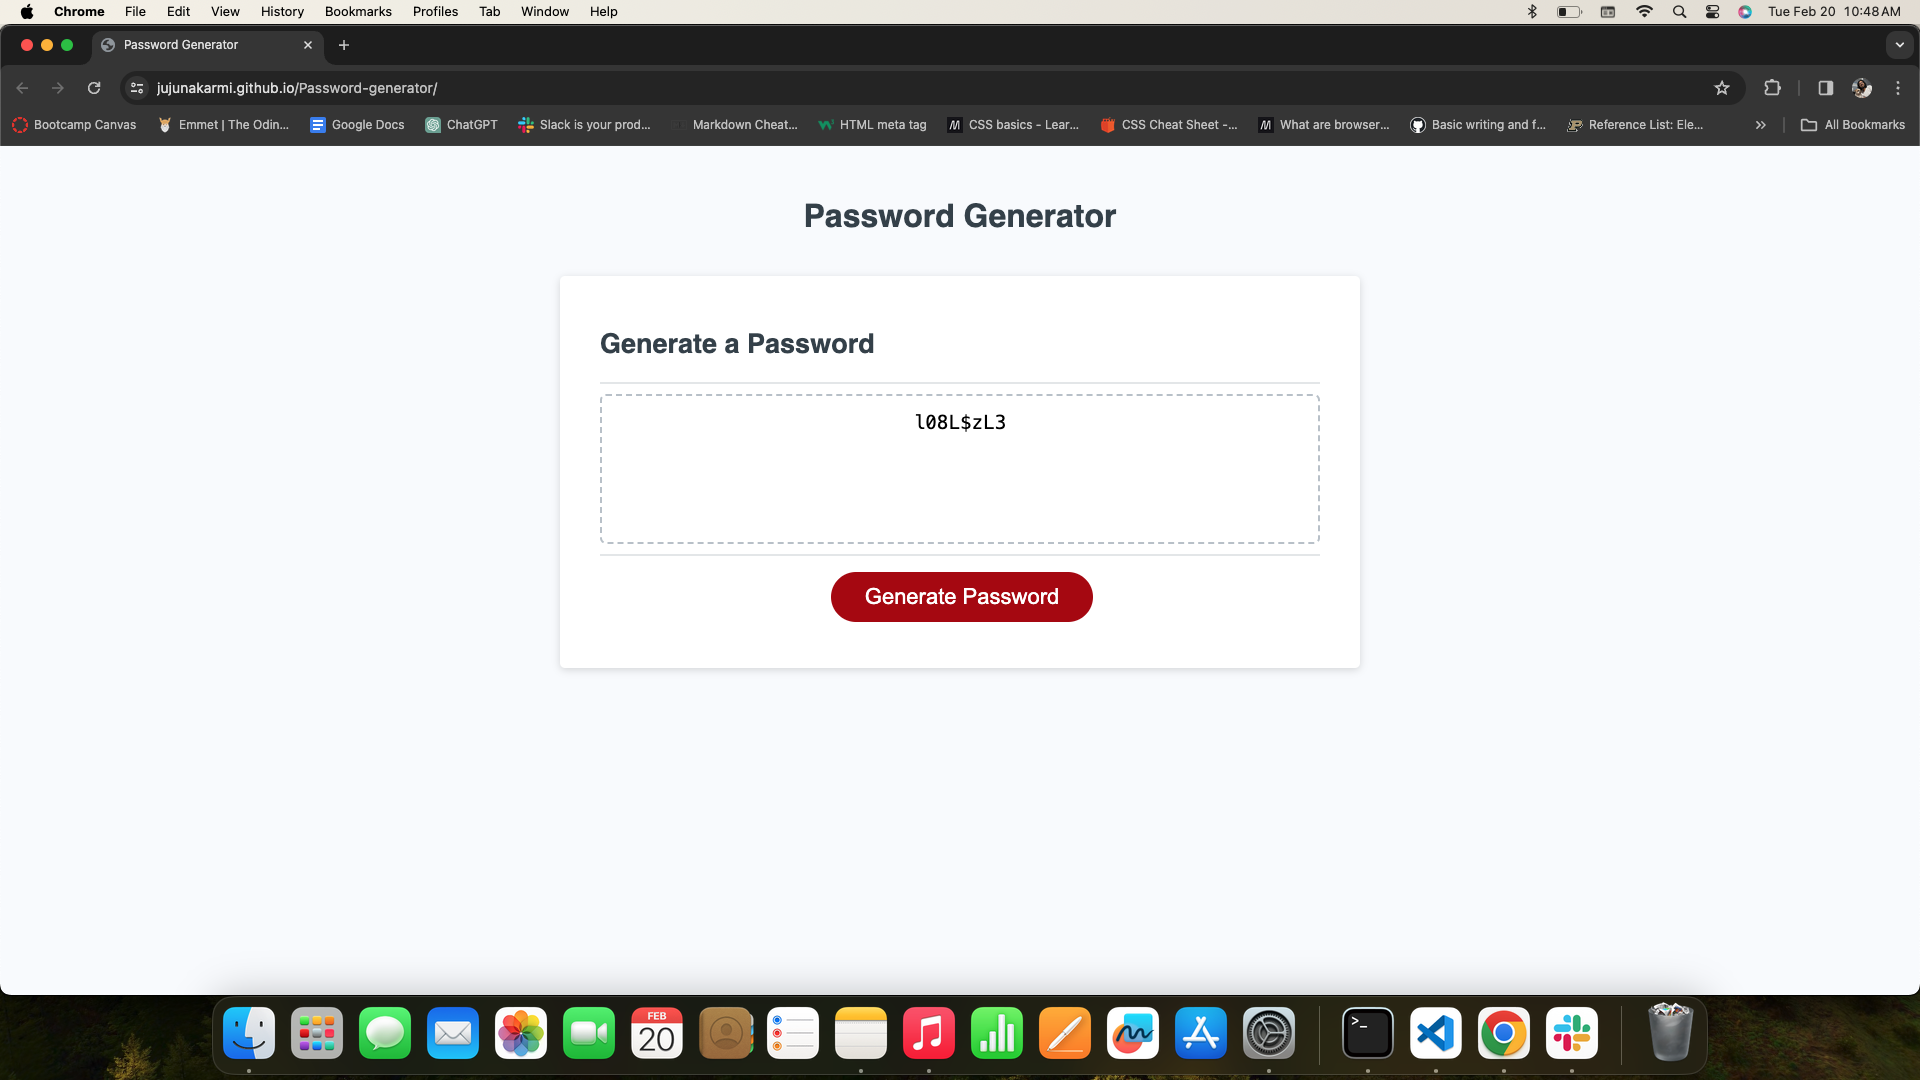 Chrome File Edit View History Bookmarks Profiles Tab Window Help Tue Feb 20 10:48 AM
Password Generator
jujunakarmi.github.io/Password-generator/
Bootcamp Canvas Emmet | The Odin... Google Docs ChatGPT Slack is your prod... Markdown Cheat... HTML meta tag CSS basics - Lear... CSS Cheat Sheet -... What are browser... Basic writing and f... Reference List: Ele... » All Bookmarks
Password Generator
Generate a Password
l08L$zL3
Generate Password
FEB
20